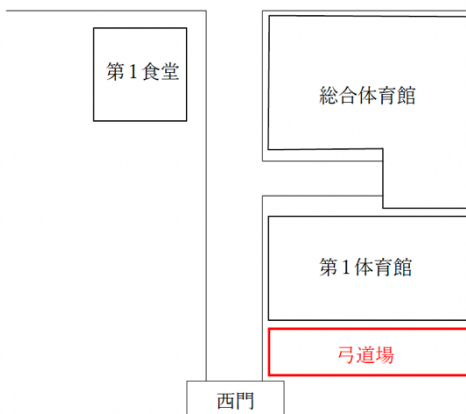 第1食堂
総合体育館
第1体育館
弓道場
西門